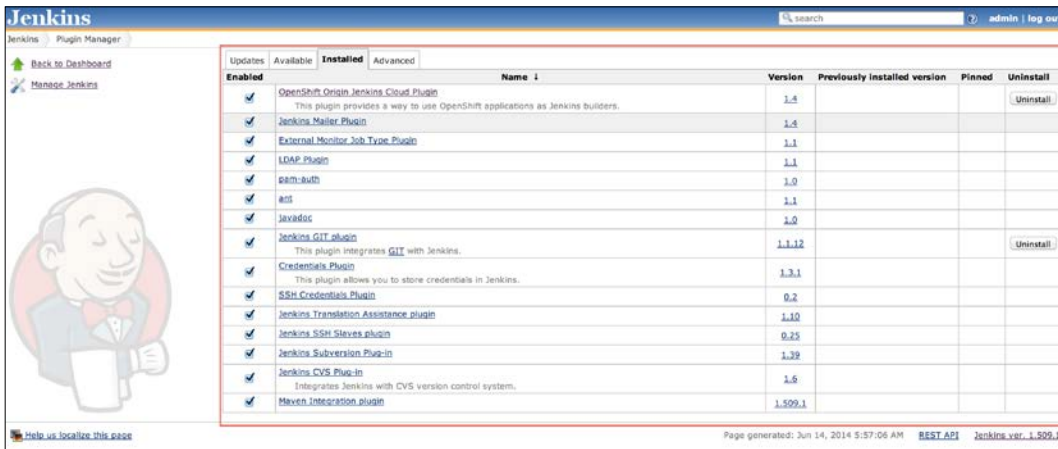 Jenkins
search
admin | log ou
Jenkins Plugin Manager
Back to Dashboard
Manage Jenkins
Updates Available Installed Advanced
Enabled Name ↓ Version Previously installed version Pinned Uninstall
OpenShift Origin Jenkins Cloud Plugin 1.4 Uninstall
This plugin provides a way to use OpenShift applications as Jenkins builders.
Jenkins Mailer Plugin 1.4
External Monitor Job Type Plugin 1.1
LDAP Plugin 1.1
pam-auth 1.0
ant 1.1
javadoc 1.0
Jenkins GIT plugin 1.1.12 Uninstall
This plugin integrates GIT with Jenkins.
Credentials Plugin 1.3.1
This plugin allows you to store credentials in Jenkins.
SSH Credentials Plugin 0.2
Jenkins Translation Assistance plugin 1.10
Jenkins SSH Slaves plugin 0.25
Jenkins Subversion Plug-in 1.39
Jenkins CVS Plug-in 1.6
Integrates Jenkins with CVS version control system.
Maven Integration plugin 1.509.1
Help us localize this page
Page generated: Jun 14, 2014 5:57:06 AM REST API Jenkins ver. 1.509.1